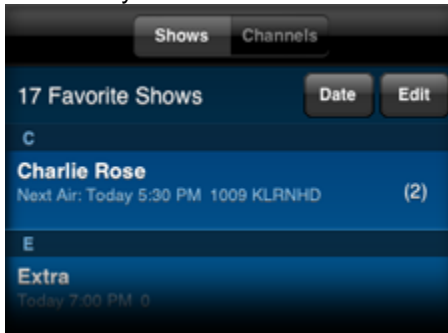 Shows Channels
17 Favorite Shows Date Edit
C
Charlie Rose
Next Air: Today 5:30 PM 1009 KLRNHD (2)
E
Extra
Today 7:00 PM 0